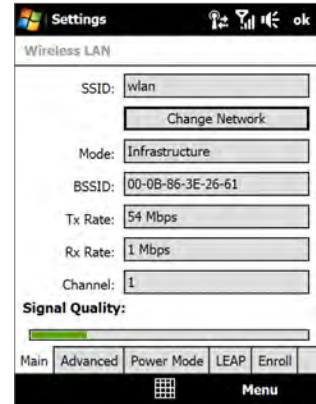 Settings ok
Wireless LAN
SSID: wlan
Change Network
Mode: Infrastructure
BSSID: 00-0B-86-3E-26-61
Tx Rate: 54 Mbps
Rx Rate: 1 Mbps
Channel: 1
Signal Quality:
Main Advanced Power Mode LEAP Enroll
Menu